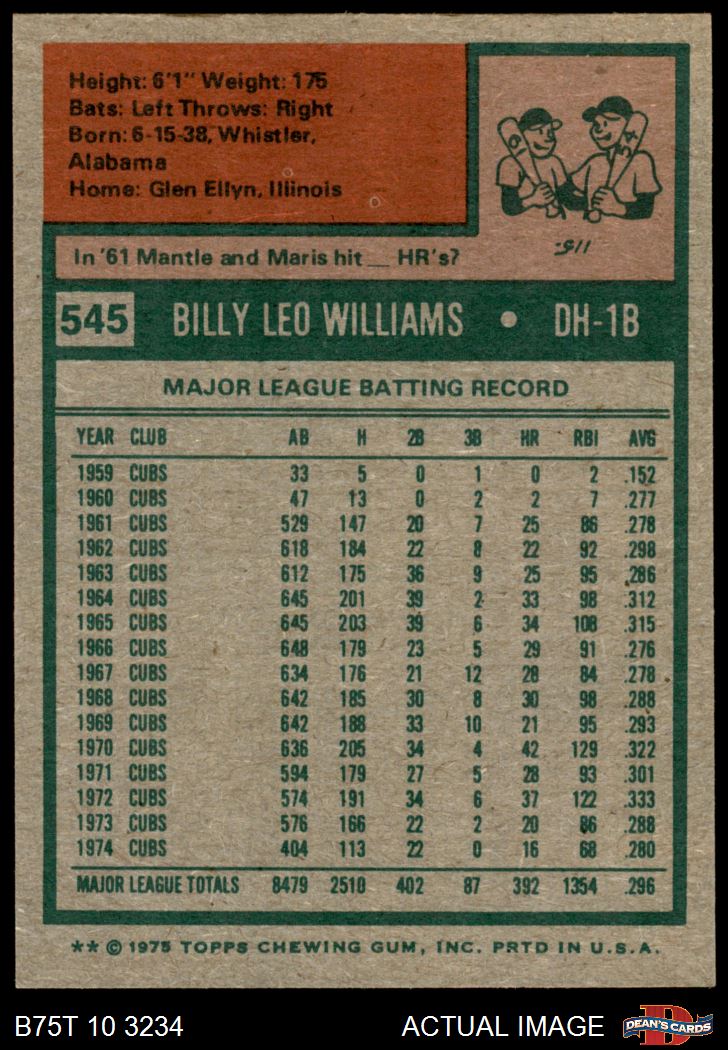 Height: 6'1" Weight: 175
Bats: Left Throws: Right
Born: 6-15-38, Whistler,
Alabama
Home: Glen Ellyn, Illinois
61
54
.511
In '61 Mantle and Maris hit __ HR's?
545 BILLY LEO WILLIAMS • DH-1B
MAJOR LEAGUE BATTING RECORD
YEAR CLUB AB H 2B 3B HR RBI AVG
1959 CUBS 33 5 0 1 0 2 .152
1960 CUBS 47 13 0 2 2 7 .277
1961 CUBS 529 147 20 7 25 86 .278
1962 CUBS 618 184 22 8 22 92 .298
1963 CUBS 612 175 36 9 25 95 .286
1964 CUBS 645 201 39 2 33 98 .312
1965 CUBS 645 203 39 6 34 108 .315
1966 CUBS 648 179 23 5 29 91 .276
1967 CUBS 634 176 21 12 28 84 .278
1968 CUBS 642 185 30 8 30 98 .288
1969 CUBS 642 188 33 10 21 95 .293
1970 CUBS 636 205 34 4 42 129 .322
1971 CUBS 594 179 27 5 28 93 .301
1972 CUBS 574 191 34 6 37 122 .333
1973 CUBS 576 166 22 2 20 86 .288
1974 CUBS 404 113 22 0 16 68 .280
MAJOR LEAGUE TOTALS 8479 2510 402 87 392 1354 .296
** © 1975 TOPPS CHEWING GUM, INC. PRTD IN U.S.A.
B75T 10 3234 ACTUAL IMAGE D DEAN'S CARDS